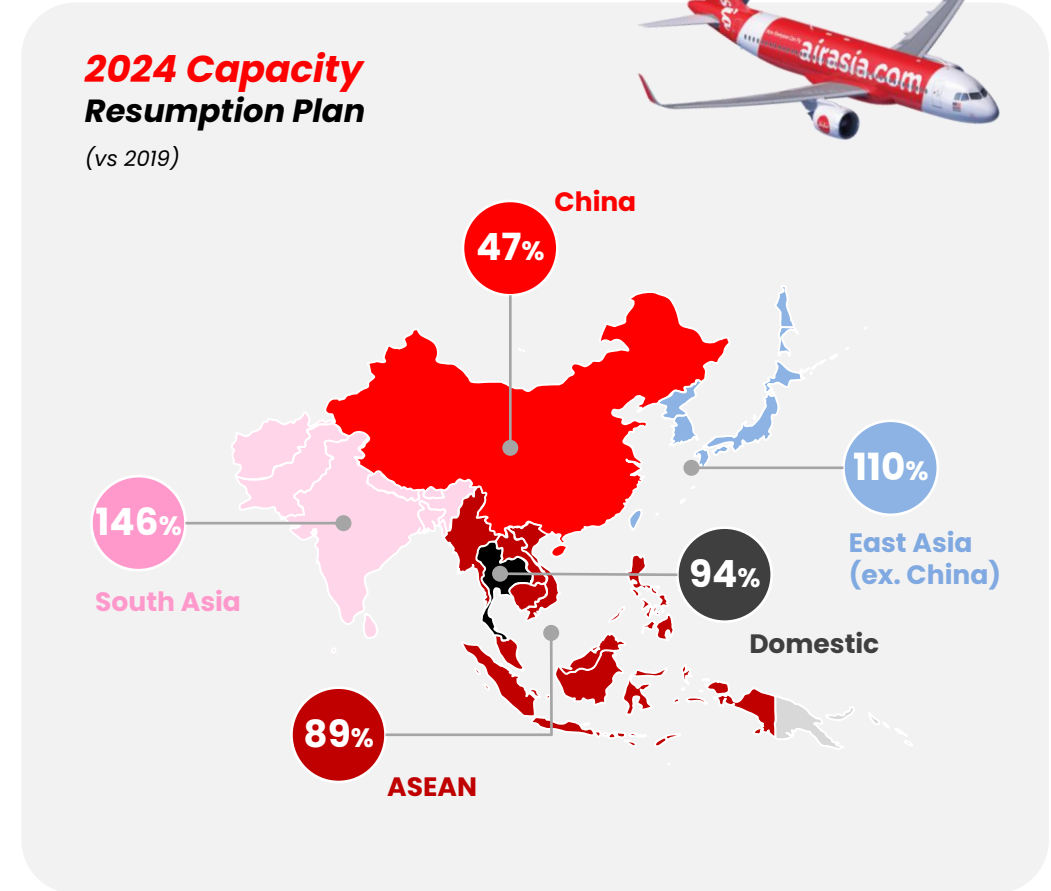 2024 Capacity
Resumption Plan
(vs 2019)
airasia.com
China
47%
110%
East Asia
(ex. China)
146%
South Asia
94%
Domestic
89%
ASEAN